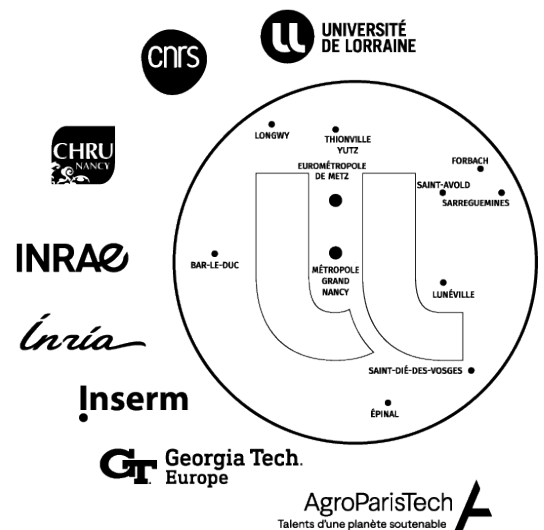 UNIVERSITÉ
DE LORRAINE
cnrs
LONGWY
THIONVILLE
YUTZ
EUROMÉTROPOLE
DE METZ
FORBACH
SAINT-AVOLD
SARREGUEMINES
CHRU
NANCY
INRAE
BAR-LE-DUC
MÉTROPOLE
GRAND
NANCY
LUNÉVILLE
Inria
SAINT-DIÉ-DES-VOSGES
Inserm
ÉPINAL
GT Georgia Tech.
Europe
AgroParisTech
Talents d'une planète soutenable